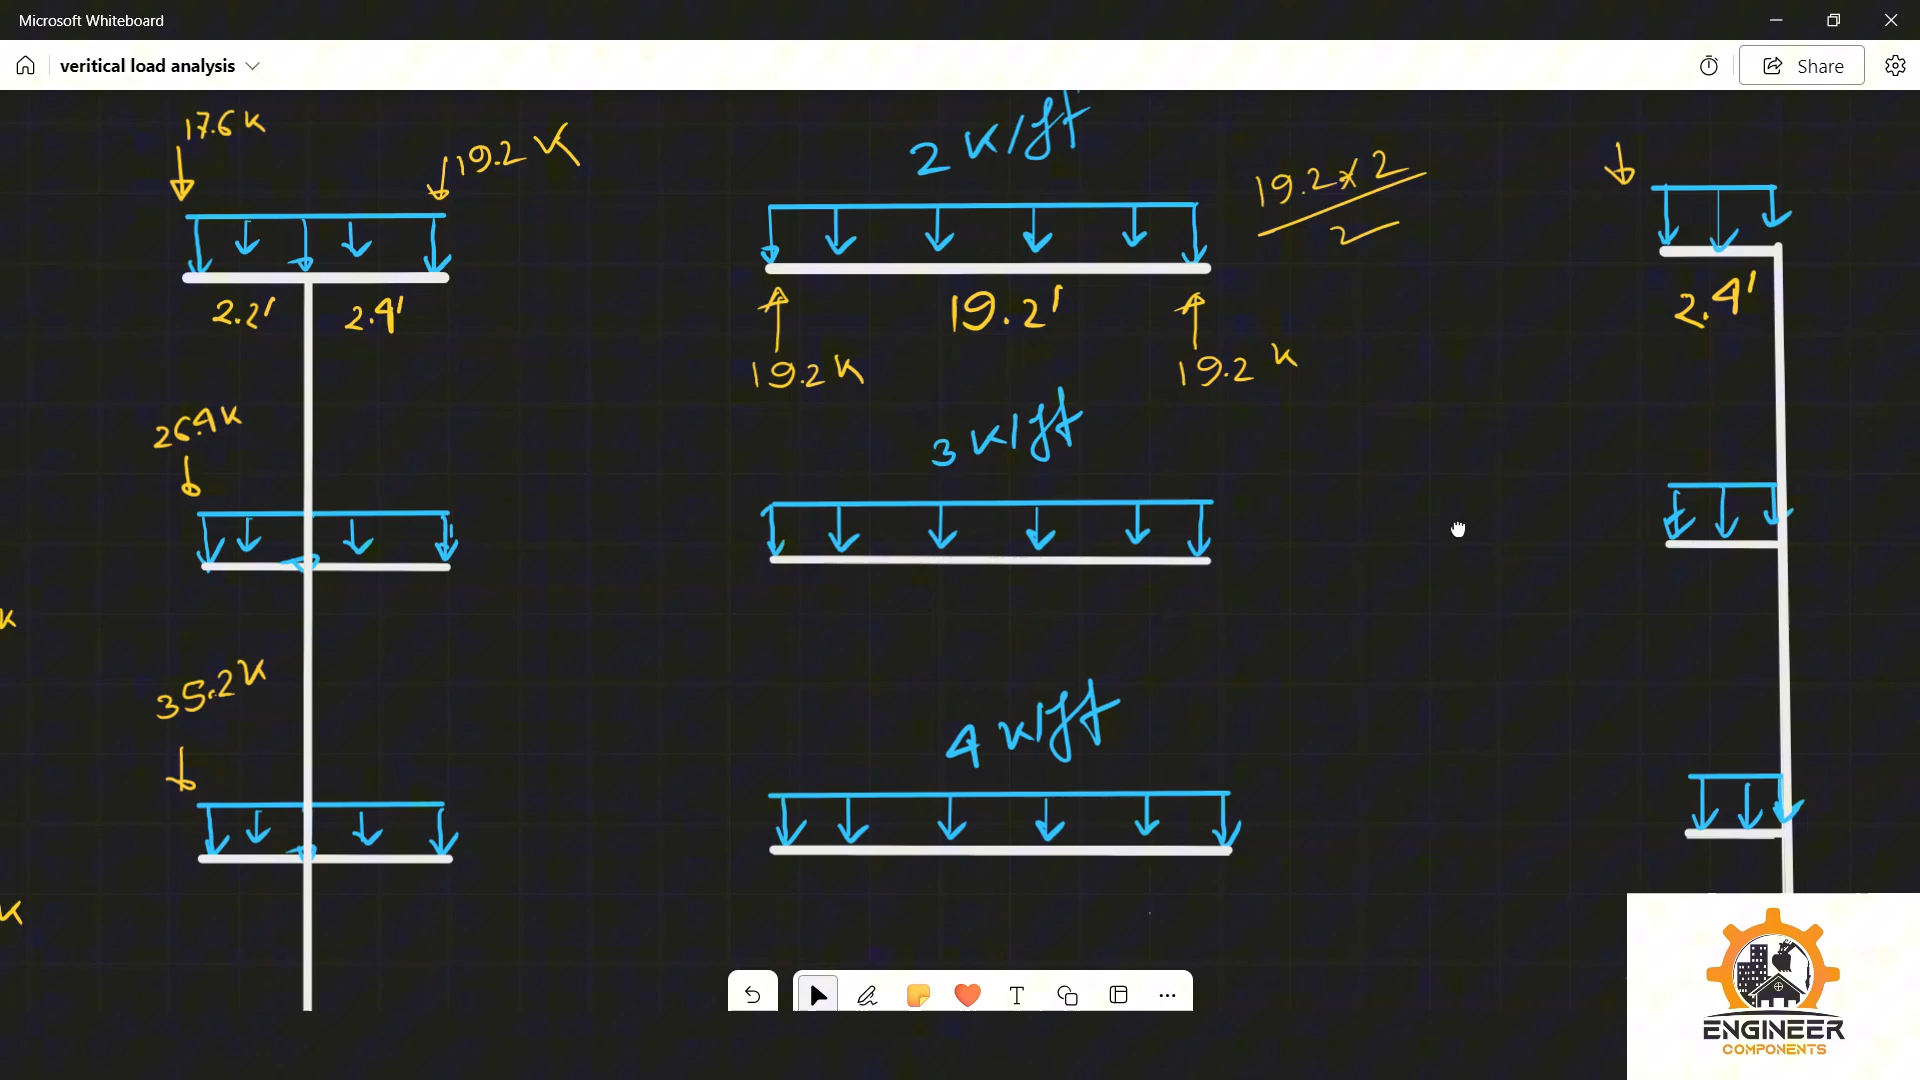 Microsoft Whiteboard
veritical load analysis
Share
17.6 K
19.2 K
2 K/ft
19.2 x 2
2
2.2'
2.4'
19.2'
2.4'
19.2 K
19.2 K
26.4 K
3 K/ft
K
35.2 K
4 K/ft
K
ENGINEER
COMPONENTS